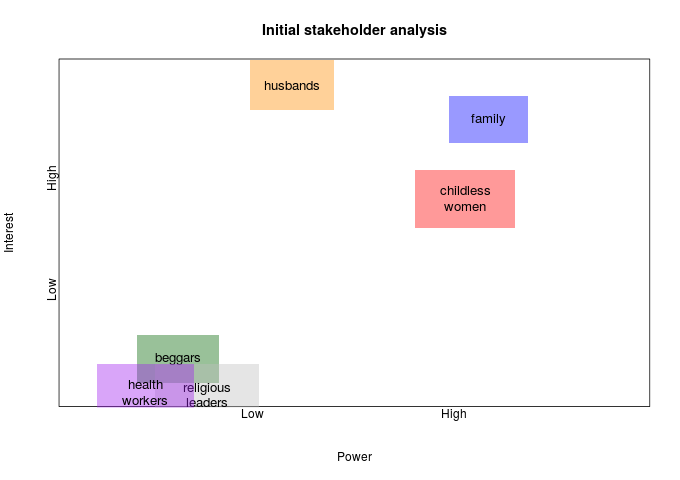 Initial stakeholder analysis
husbands
family
childless
women
High
Interest
Low
beggars
health
workers
religious
leaders
Low
High
Power